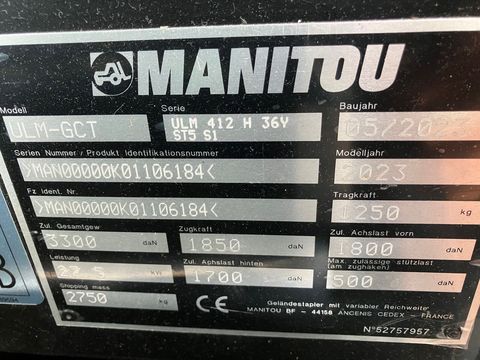 MANITOU
Modell Serie Baujahr
ULM-GCT ULM 412 H 36Y ST5 S1 05/20
Serien Nummer / Produkt. Identifikationsnummer Modelljahr
>MAN00000K01106184< 2023
Fz ident. Nr. Tragkraft
>MAN00000K01106184< 1250 kg
Zul. Gesamtgew Zugkraft Zul. Achslast vorn
3300 daN 1850 daN 1800 daN
Leistung Zul. Achslast hinten Max. zulässige stützlast (am zughaken)
kW 1700 daN 500 daN
Shipping mass
2750 kg
Geländestapler mit variabler Reichweite
MANITOU BF - 44158 ANCENIS CEDEX - FRANCE
N°52757957